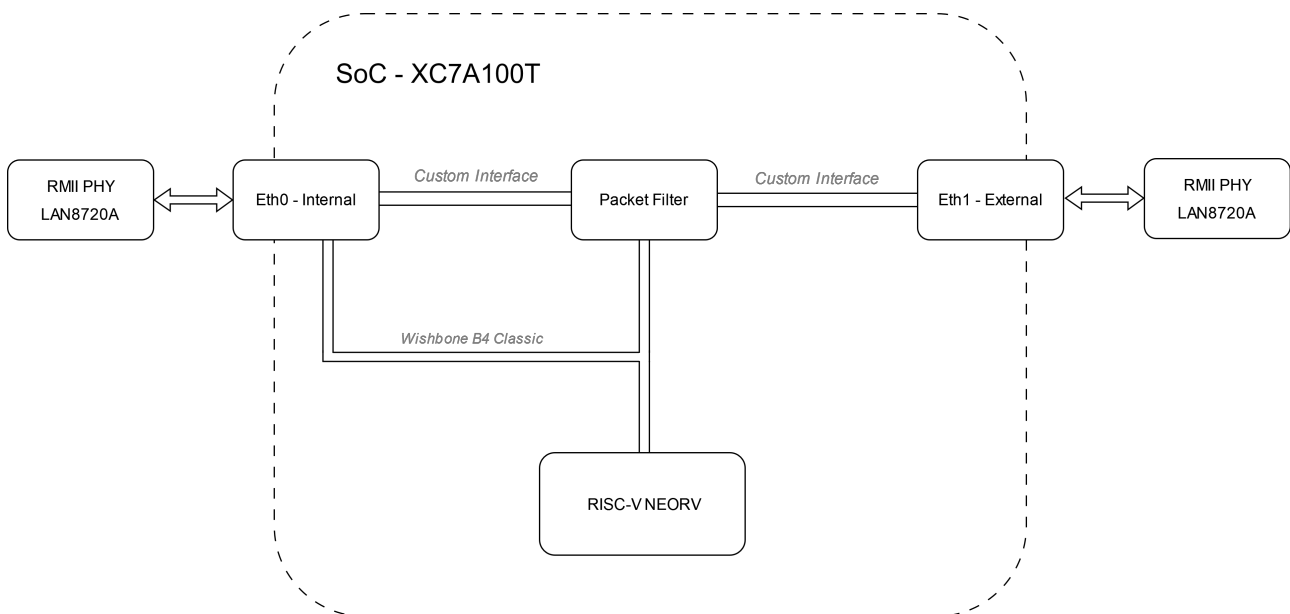 SoC - XC7A100T
RMII PHY
LAN8720A
Eth0 - Internal
Custom Interface
Packet Filter
Custom Interface
Eth1 - External
RMII PHY
LAN8720A
Wishbone B4 Classic
RISC-V NEORV